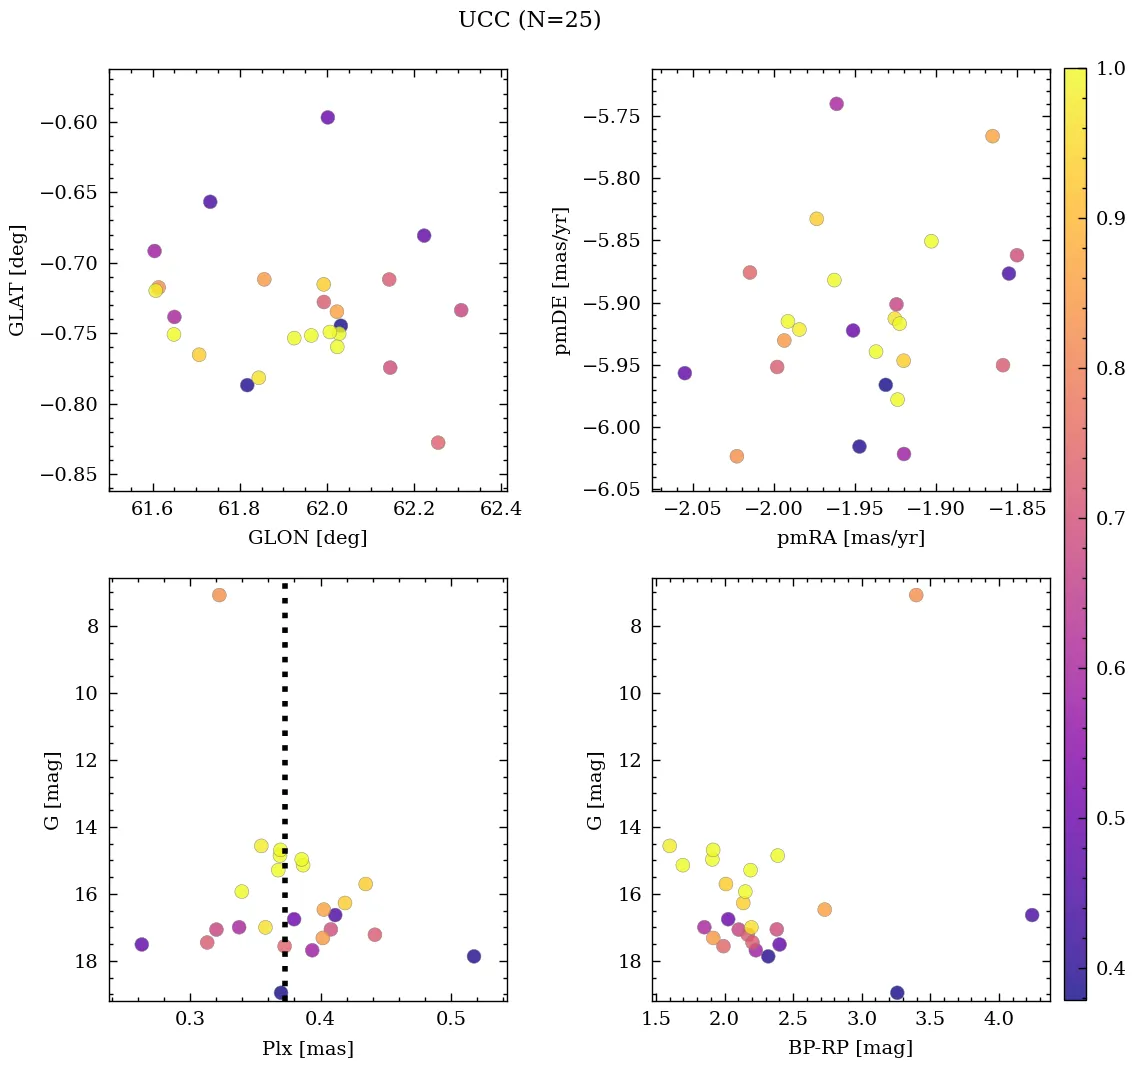 UCC (N=25)
−0.60
−0.65
−0.70
−0.75
−0.80
−0.85
GLAT [deg]
61.6 61.8 62.0 62.2 62.4
GLON [deg]
−5.75
−5.80
−5.85
−5.90
−5.95
−6.00
−6.05
pmDE [mas/yr]
−2.05 −2.00 −1.95 −1.90 −1.85
pmRA [mas/yr]
8
10
12
14
16
18
G [mag]
0.3 0.4 0.5
Plx [mas]
8
10
12
14
16
18
G [mag]
1.5 2.0 2.5 3.0 3.5 4.0
BP-RP [mag]
1.0
0.9
0.8
0.7
0.6
0.5
0.4